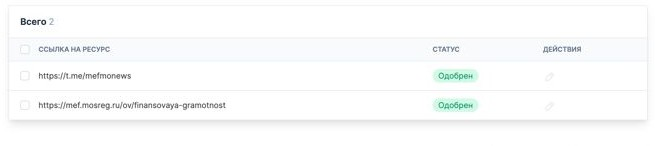 Всего 2
ССЫЛКА НА РЕСУРС СТАТУС ДЕЙСТВИЯ
https://t.me/mefmonews Одобрен
https://mef.mosreg.ru/ov/finansovaya-gramotnost Одобрен